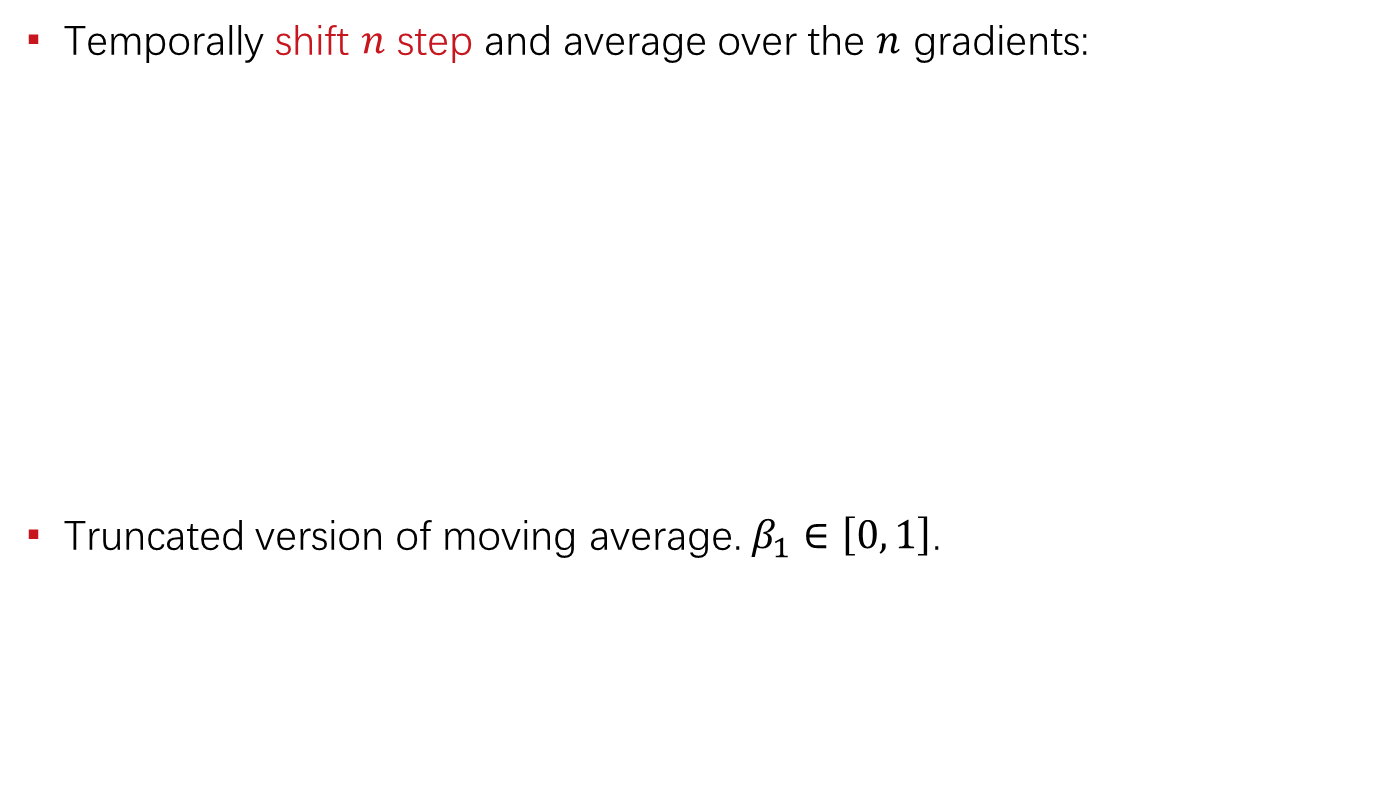 ▪ Temporally shift 𝑛 step and average over the 𝑛 gradients:
▪ Truncated version of moving average. 𝛽₁ ∈ [0, 1].